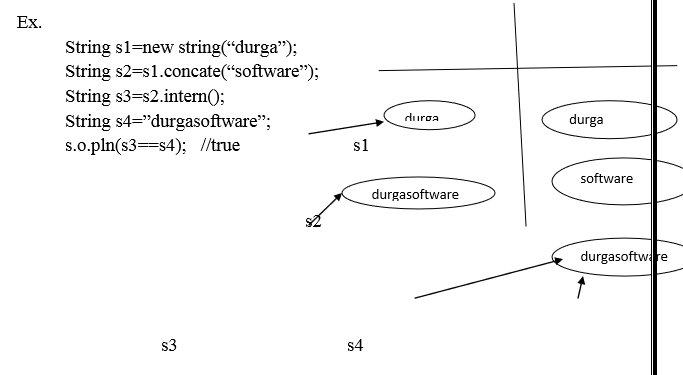 Ex.
String s1=new string(“durga”);
String s2=s1.concate(“software”);
String s3=s2.intern();
String s4=”durgasoftware”;
s.o.pln(s3==s4); //true
durga
durga
s1
software
durgasoftware
s2
durgasoftware
s3 s4